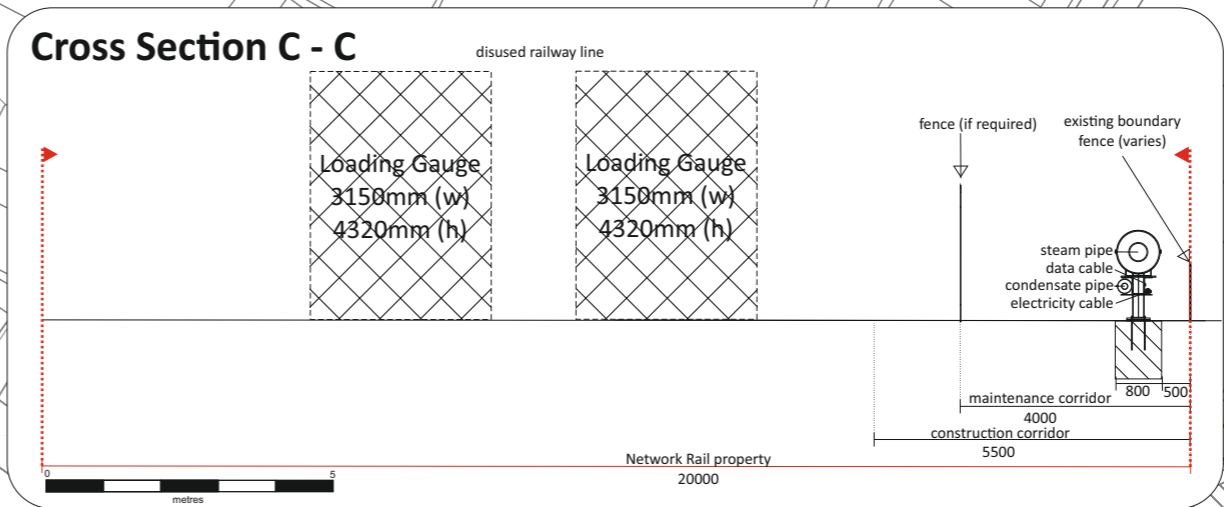 Cross Section C - C
disused railway line
Loading Gauge
3150mm (w)
4320mm (h)
Loading Gauge
3150mm (w)
4320mm (h)
fence (if required)
existing boundary
fence (varies)
steam pipe
data cable
condensate pipe
electricity cable
800
500
maintenance corridor
4000
construction corridor
5500
Network Rail property
20000
0
5
metres